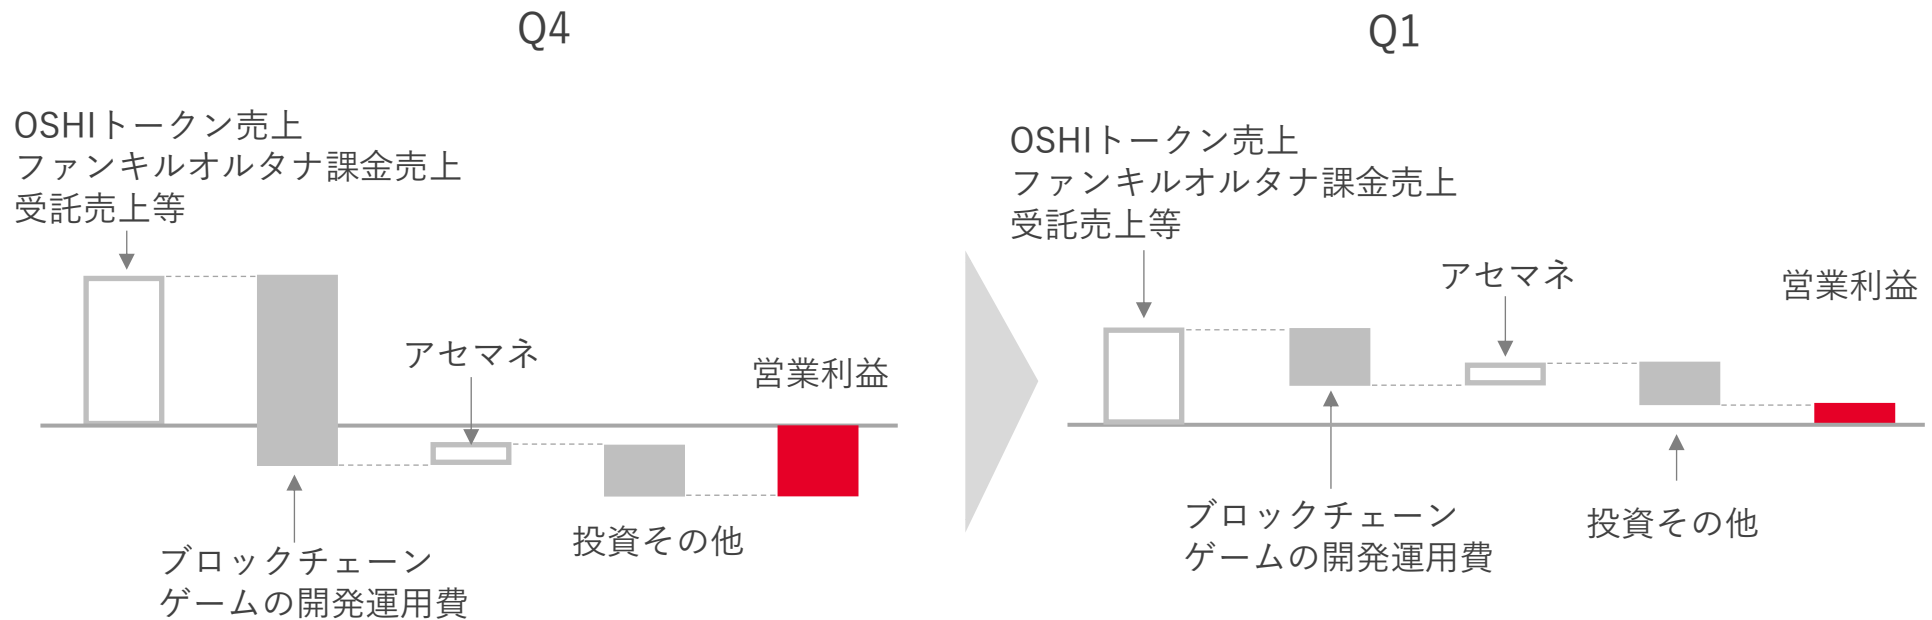 Q4
OSHIトークン売上
ファンキルオルタナ課金売上
受託売上等
アセマネ
営業利益
投資その他
ブロックチェーン
ゲームの開発運用費
Q1
OSHIトークン売上
ファンキルオルタナ課金売上
受託売上等
アセマネ
営業利益
ブロックチェーン
ゲームの開発運用費
投資その他